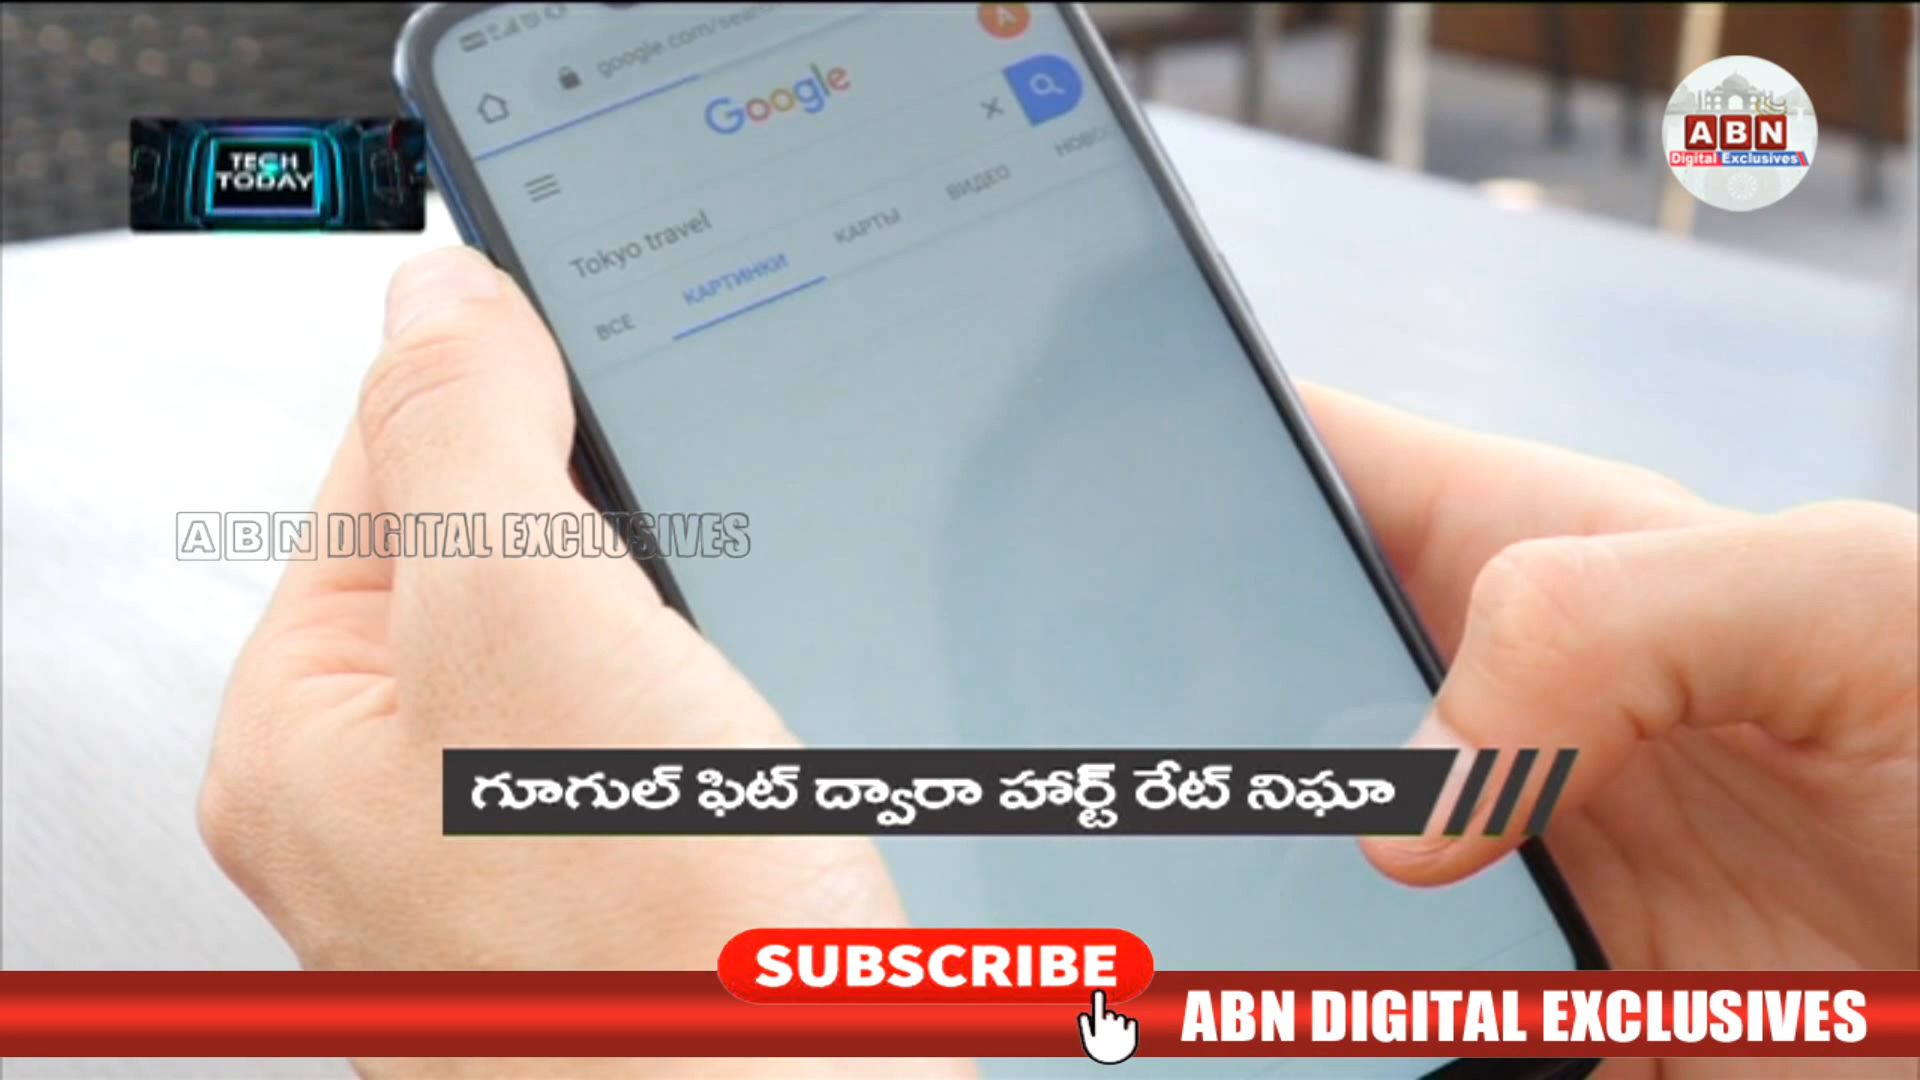 google.com/search
A
Google
Tokyo travel
ВСЕ
КАРТИНКИ
КАРТЫ
ВИДЕО
TECH
TODAY
ABN
Digital Exclusives
ABN DIGITAL EXCLUSIVES
గూగుల్ ఫిట్ ద్వారా హార్ట్ రేట్ నిఘా
SUBSCRIBE
ABN DIGITAL EXCLUSIVES